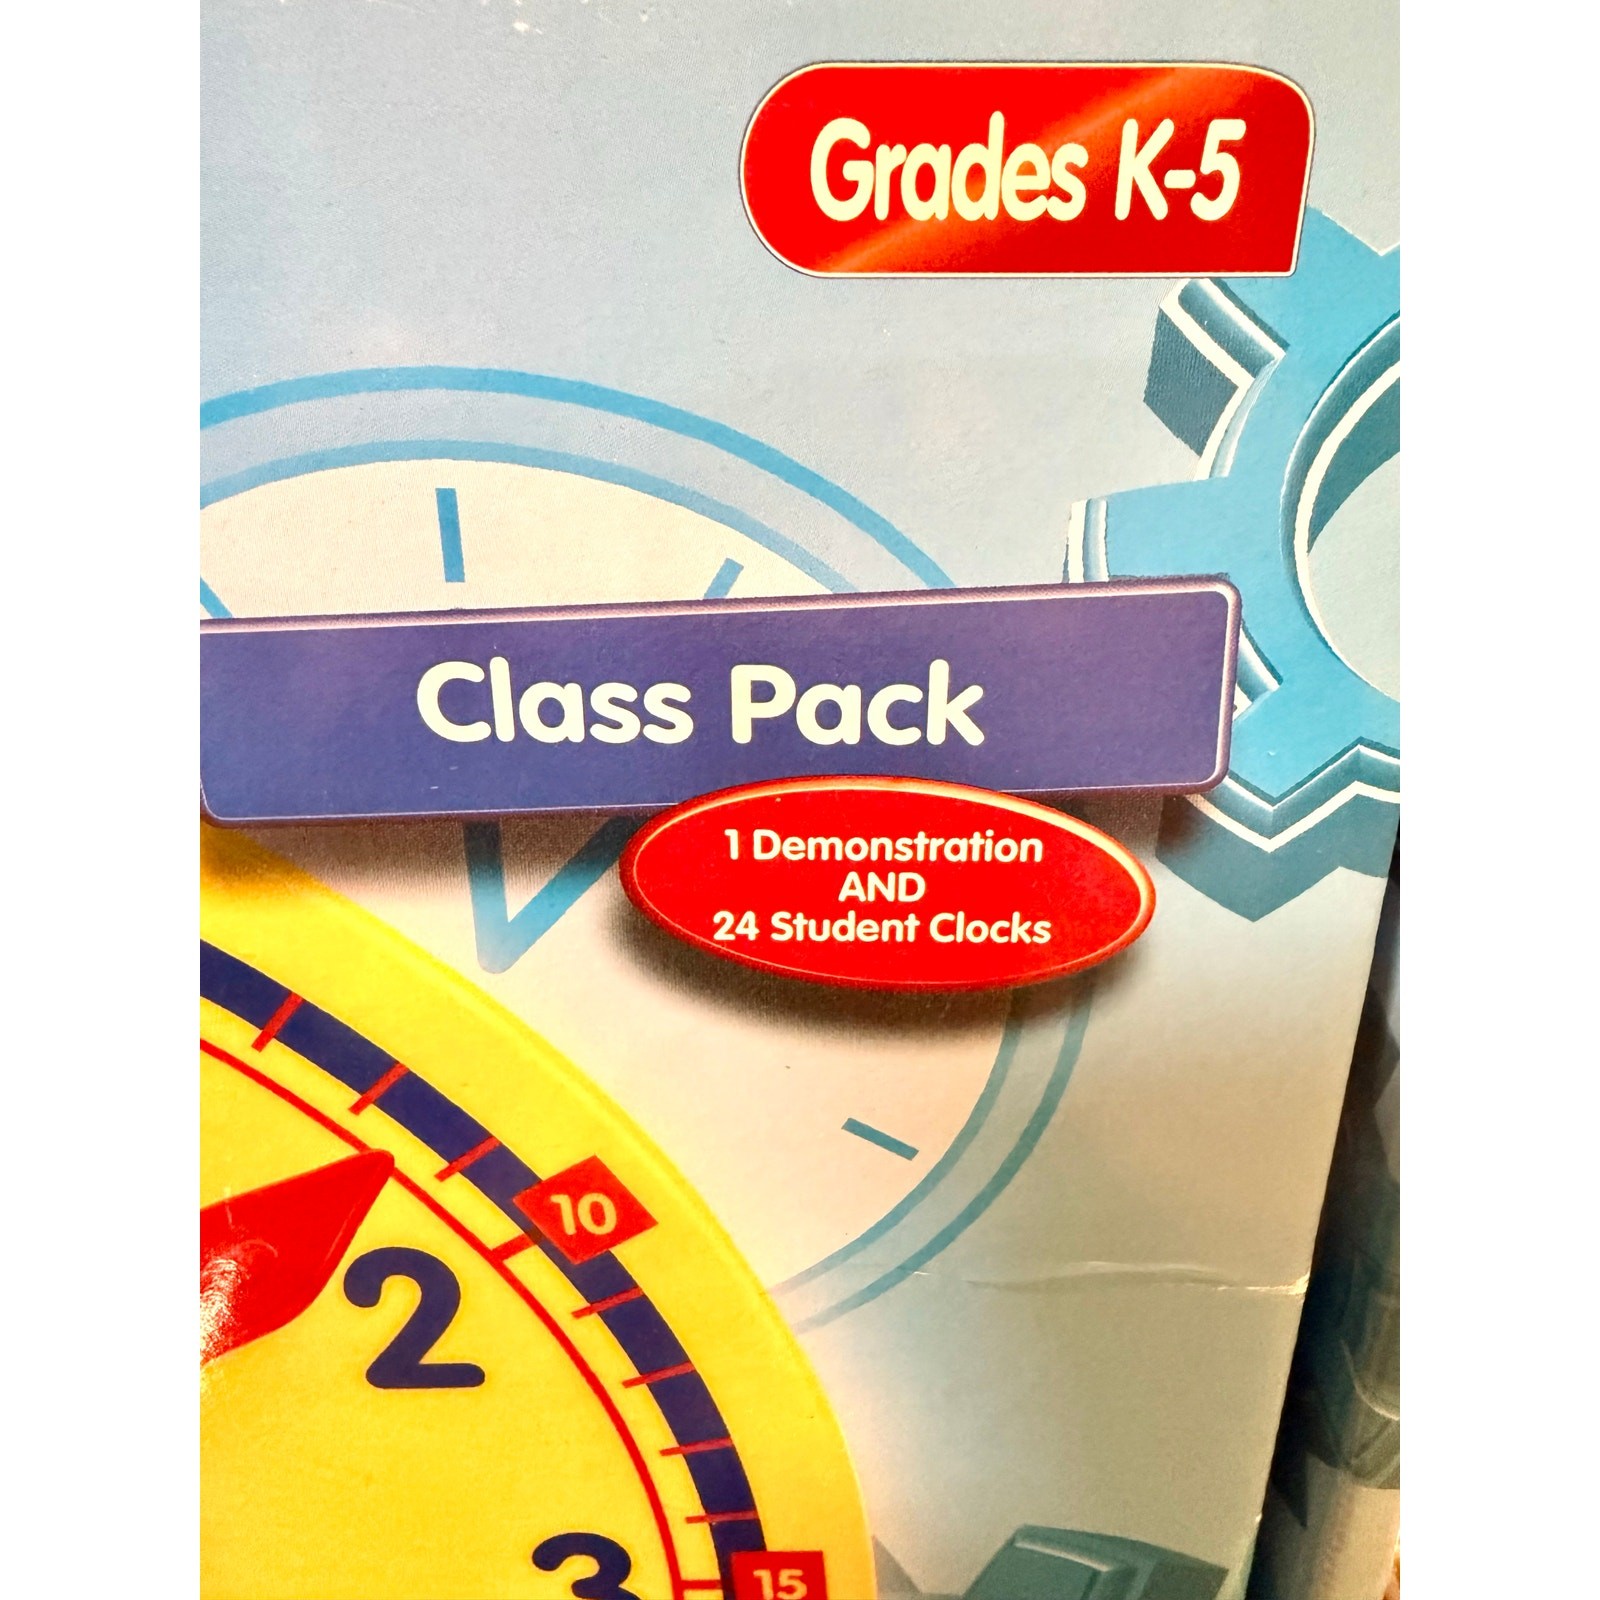 Grades K-5
Class Pack
1 Demonstration
AND
24 Student Clocks
10
2
3
15